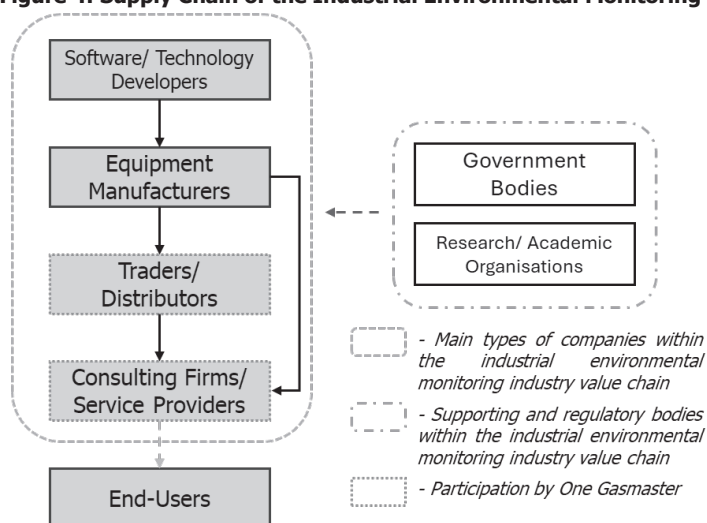 Figure 4: Supply Chain of the Industrial Environmental Monitoring
Software/ Technology
Developers
Equipment
Manufacturers
Traders/
Distributors
Consulting Firms/
Service Providers
End-Users
Government
Bodies
Research/ Academic
Organisations
- Main types of companies within
the industrial environmental
monitoring industry value chain
- Supporting and regulatory bodies
within the industrial environmental
monitoring industry value chain
- Participation by One Gasmaster